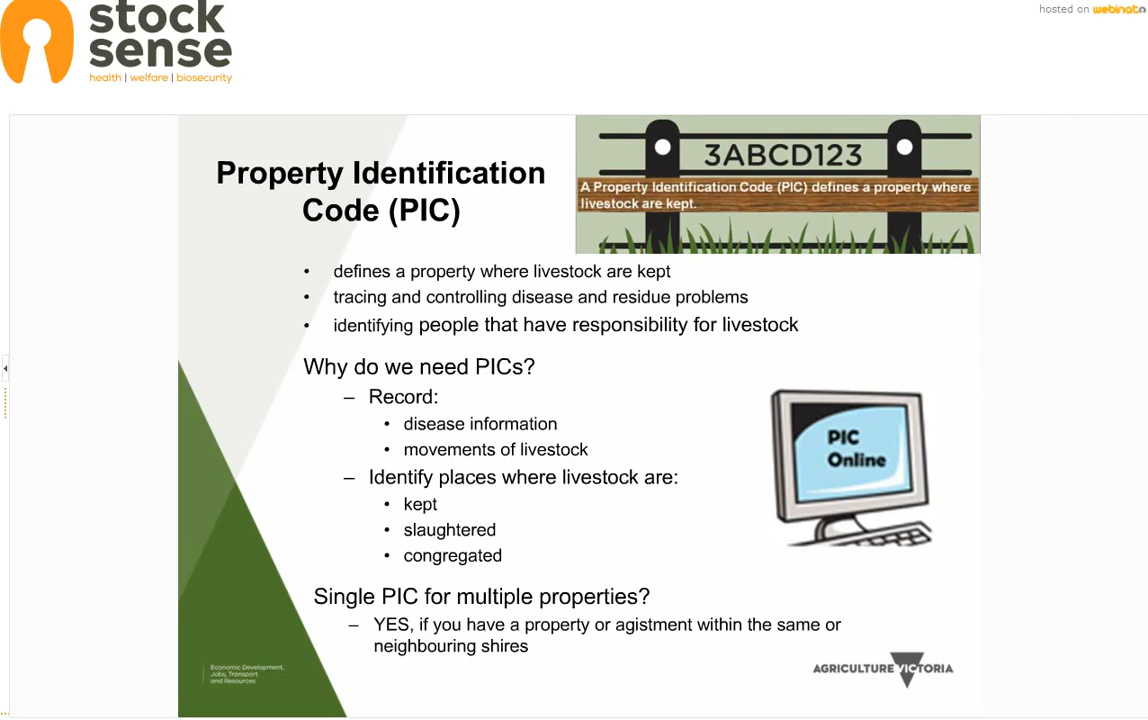 stock
sense
health | welfare | biosecurity
hosted on webinato
Property Identification
Code (PIC)
3ABCD123
A Property Identification Code (PIC) defines a property where
livestock are kept.
• defines a property where livestock are kept
• tracing and controlling disease and residue problems
• identifying people that have responsibility for livestock
Why do we need PICs?
– Record:
• disease information
• movements of livestock
– Identify places where livestock are:
• kept
• slaughtered
• congregated
PIC
Online
Single PIC for multiple properties?
– YES, if you have a property or agistment within the same or
neighbouring shires
Economic Development,
Jobs, Transport
and Resources
AGRICULTURE VICTORIA